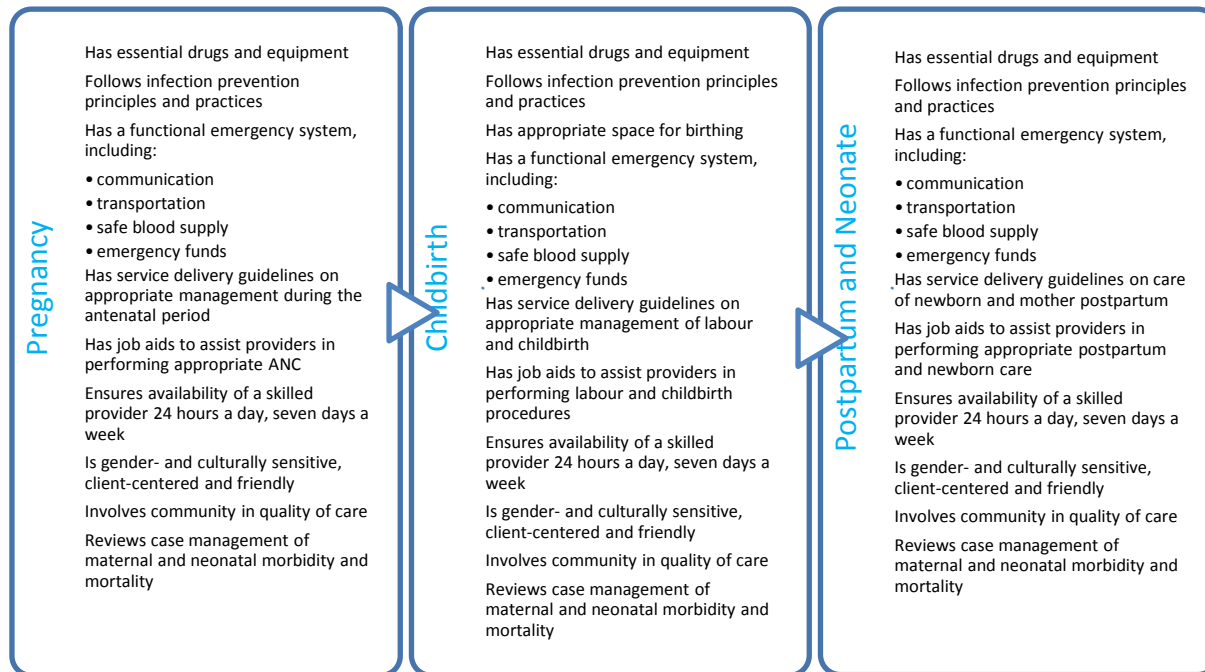 Pregnancy
Has essential drugs and equipment
Follows infection prevention
principles and practices
Has a functional emergency system,
including:
• communication
• transportation
• safe blood supply
• emergency funds
Has service delivery guidelines on
appropriate management during the
antenatal period
Has job aids to assist providers in
performing appropriate ANC
Ensures availability of a skilled
provider 24 hours a day, seven days a
week
Is gender- and culturally sensitive,
client-centered and friendly
Involves community in quality of care
Reviews case management of
maternal and neonatal morbidity and
mortality
Childbirth
Has essential drugs and equipment
Follows infection prevention principles
and practices
Has appropriate space for birthing
Has a functional emergency system,
including:
• communication
• transportation
• safe blood supply
• emergency funds
Has service delivery guidelines on
appropriate management of labour
and childbirth
Has job aids to assist providers in
performing labour and childbirth
procedures
Ensures availability of a skilled
provider 24 hours a day, seven days a
week
Is gender- and culturally sensitive,
client-centered and friendly
Involves community in quality of care
Reviews case management of
maternal and neonatal morbidity and
mortality
Postpartum and Neonate
Has essential drugs and equipment
Follows infection prevention principles
and practices
Has a functional emergency system,
including:
• communication
• transportation
• safe blood supply
• emergency funds
Has service delivery guidelines on care
of newborn and mother postpartum
Has job aids to assist providers in
performing appropriate postpartum
and newborn care
Ensures availability of a skilled
provider 24 hours a day, seven days a
week
Is gender- and culturally sensitive,
client-centered and friendly
Involves community in quality of care
Reviews case management of
maternal and neonatal morbidity and
mortality